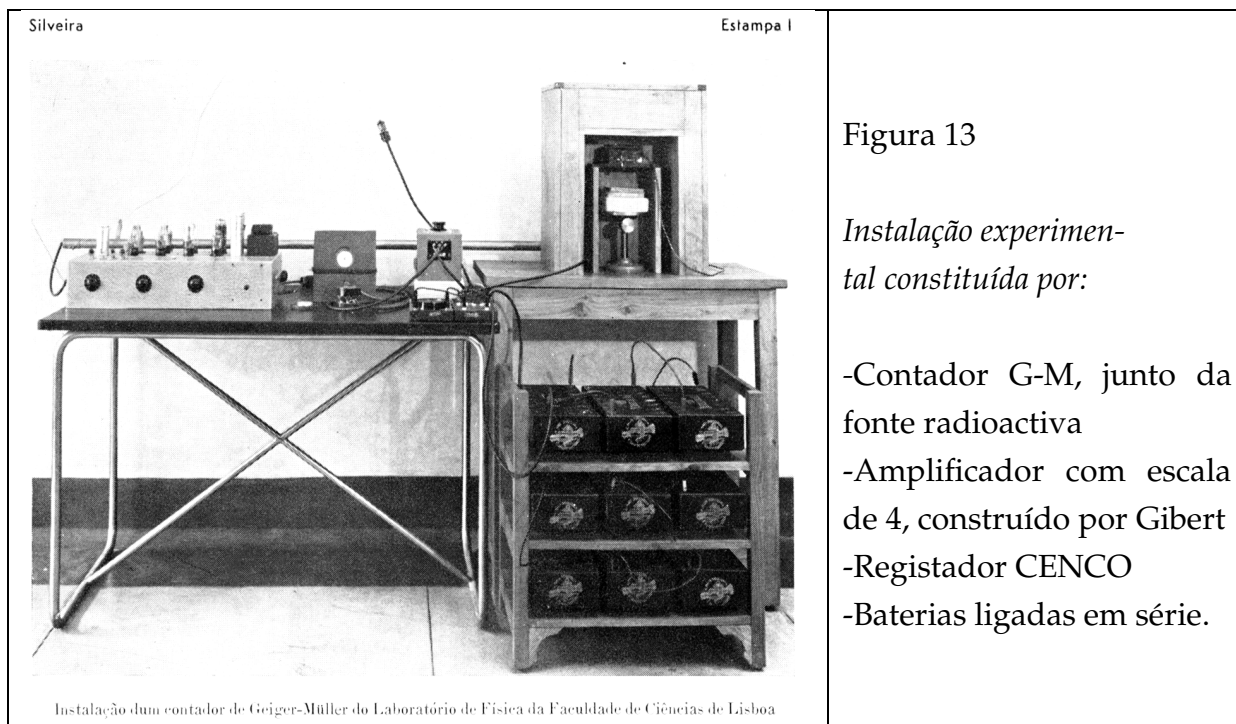 Silveira
Estampa I
Instalação dum contador de Geiger-Müller do Laboratório de Física da Faculdade de Ciências de Lisboa
Figura 13
Instalação experimen-
tal constituída por:
-Contador G-M, junto da
fonte radioactiva
-Amplificador com escala
de 4, construído por Gibert
-Registador CENCO
-Baterias ligadas em série.